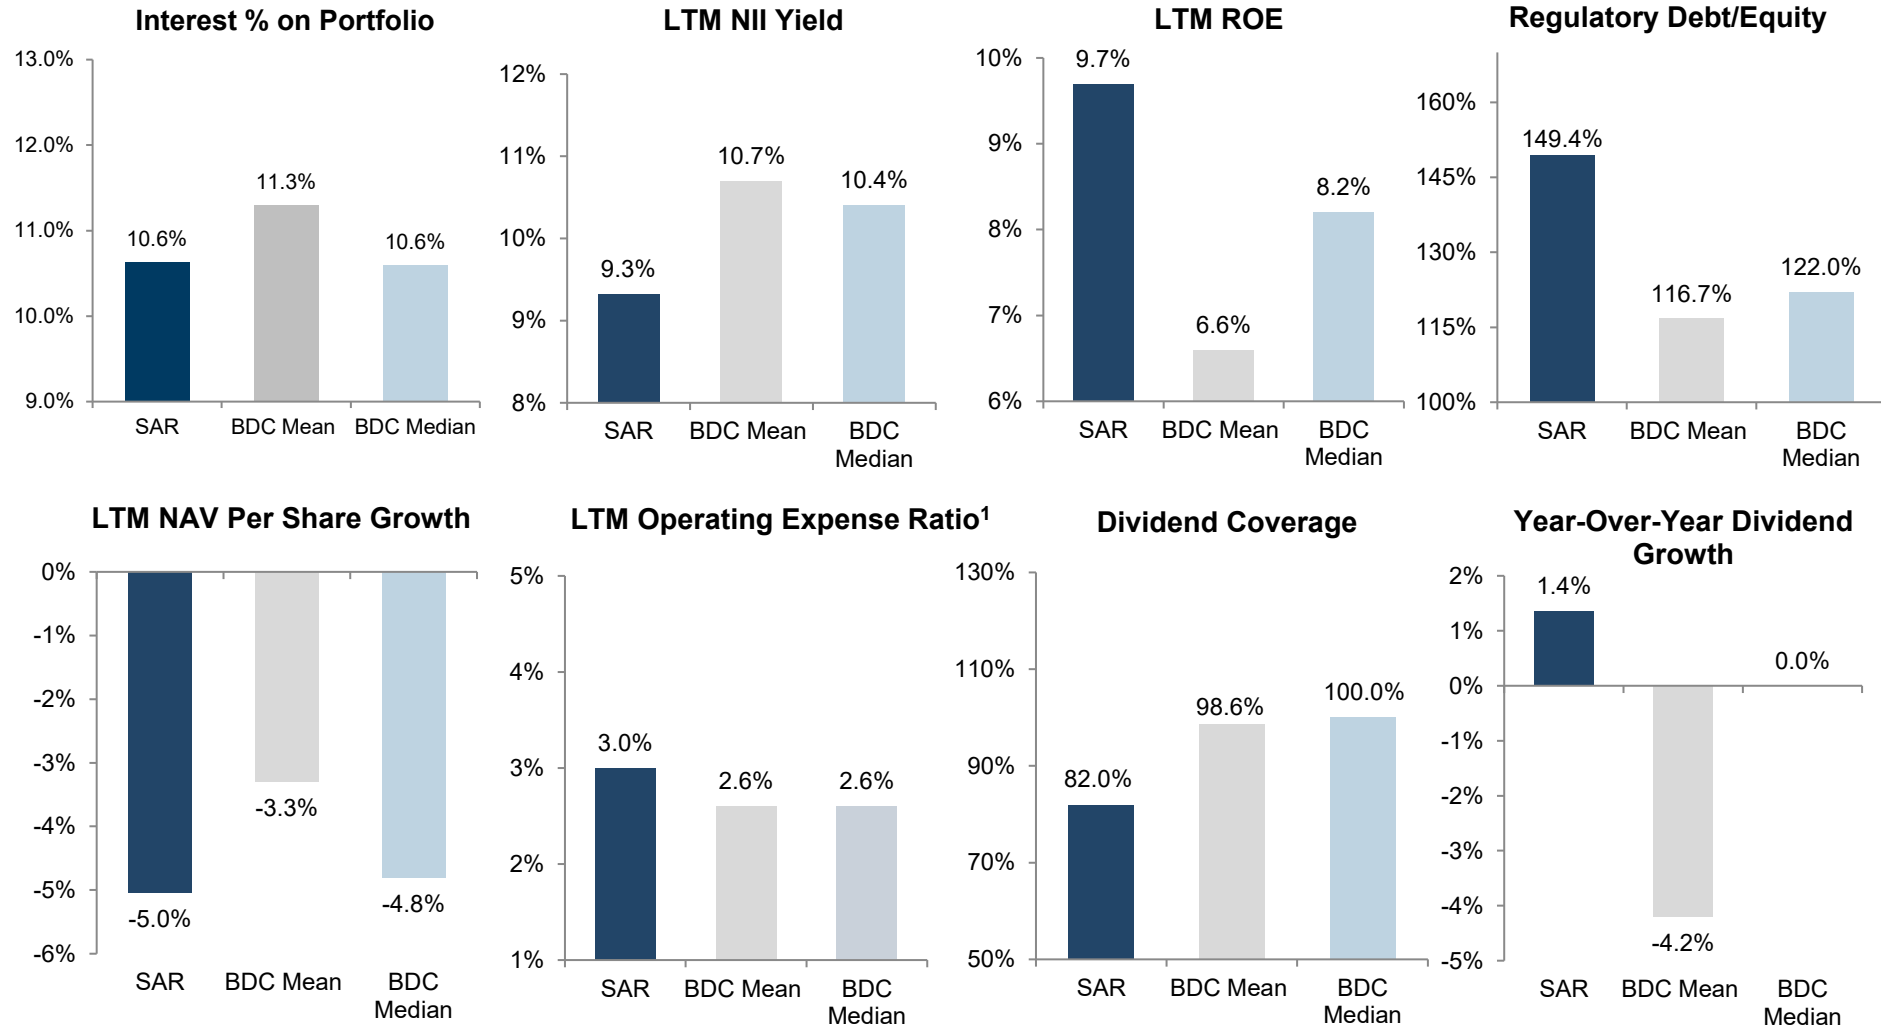 Interest % on Portfolio
13.0%
12.0%
11.0%
10.0%
9.0%
10.6%
11.3%
10.6%
SAR
BDC Mean
BDC Median
LTM NII Yield
12%
11%
10%
9%
8%
9.3%
10.7%
10.4%
SAR
BDC Mean
BDC
Median
LTM ROE
10%
9%
8%
7%
6%
9.7%
6.6%
8.2%
SAR
BDC Mean
BDC
Median
Regulatory Debt/Equity
160%
145%
130%
115%
100%
149.4%
116.7%
122.0%
SAR
BDC Mean
BDC
Median
LTM NAV Per Share Growth
0%
-1%
-2%
-3%
-4%
-5%
-6%
-5.0%
-3.3%
-4.8%
SAR
BDC Mean
BDC
Median
LTM Operating Expense Ratio¹
5%
4%
3%
2%
1%
3.0%
2.6%
2.6%
SAR
BDC Mean
BDC
Median
Dividend Coverage
130%
110%
90%
70%
50%
82.0%
98.6%
100.0%
SAR
BDC Mean
BDC
Median
Year-Over-Year Dividend
Growth
2%
1%
0%
-1%
-2%
-3%
-4%
-5%
1.4%
-4.2%
0.0%
SAR
BDC Mean
BDC
Median